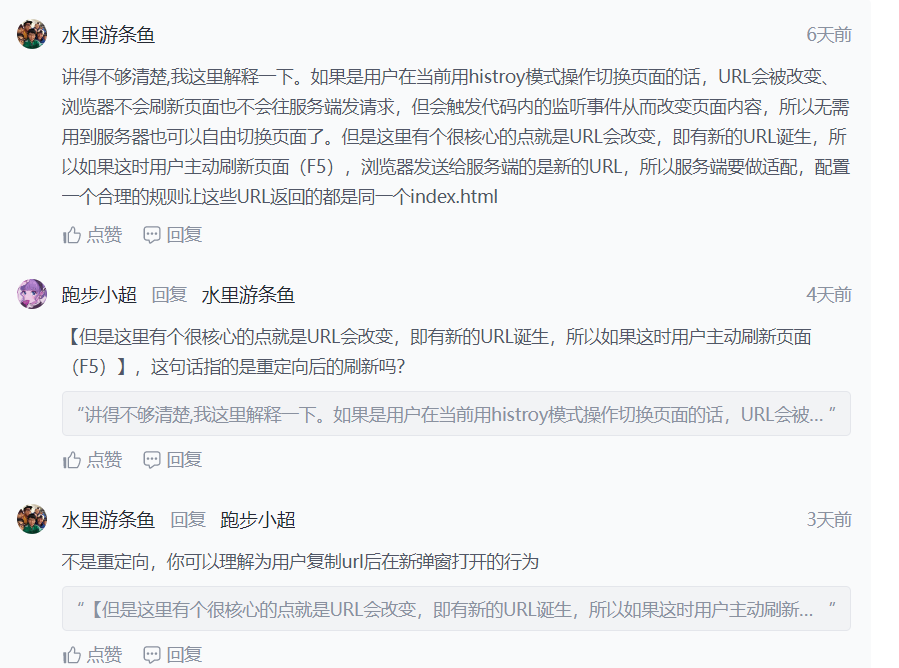 水里游条鱼 6天前
讲得不够清楚,我这里解释一下。如果是用户在当前用histroy模式操作切换页面的话，URL会被改变、
浏览器不会刷新页面也不会往服务端发请求，但会触发代码内的监听事件从而改变页面内容，所以无需
用到服务器也可以自由切换页面了。但是这里有个很核心的点就是URL会改变，即有新的URL诞生，所
以如果这时用户主动刷新页面（F5），浏览器发送给服务端的是新的URL，所以服务端要做适配，配置
一个合理的规则让这些URL返回的都是同一个index.html
点赞 回复
跑步小超 回复 水里游条鱼 4天前
【但是这里有个很核心的点就是URL会改变，即有新的URL诞生，所以如果这时用户主动刷新页面
（F5）】，这句话指的是重定向后的刷新吗？
“讲得不够清楚,我这里解释一下。如果是用户在当前用histroy模式操作切换页面的话，URL会被... ”
点赞 回复
水里游条鱼 回复 跑步小超 3天前
不是重定向，你可以理解为用户复制url后在新弹窗打开的行为
“【但是这里有个很核心的点就是URL会改变，即有新的URL诞生，所以如果这时用户主动刷新... ”
点赞 回复